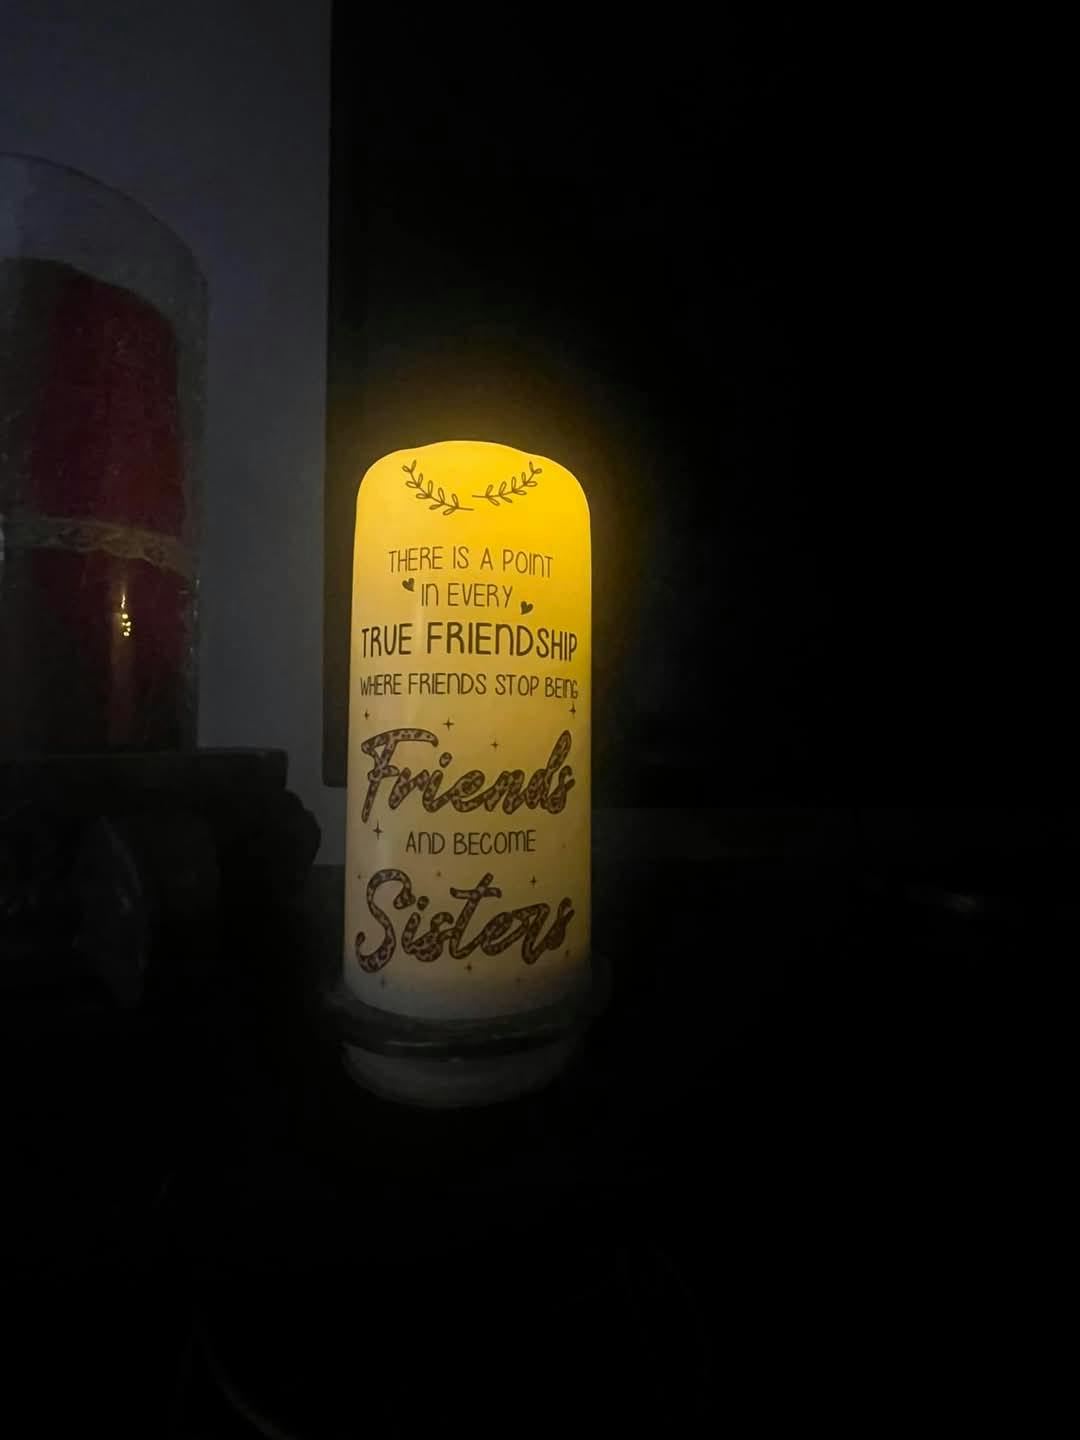 THERE IS A POINT
IN EVERY
TRUE FRIENDSHIP
WHERE FRIENDS STOP BEING
Friends
AND BECOME
Sisters